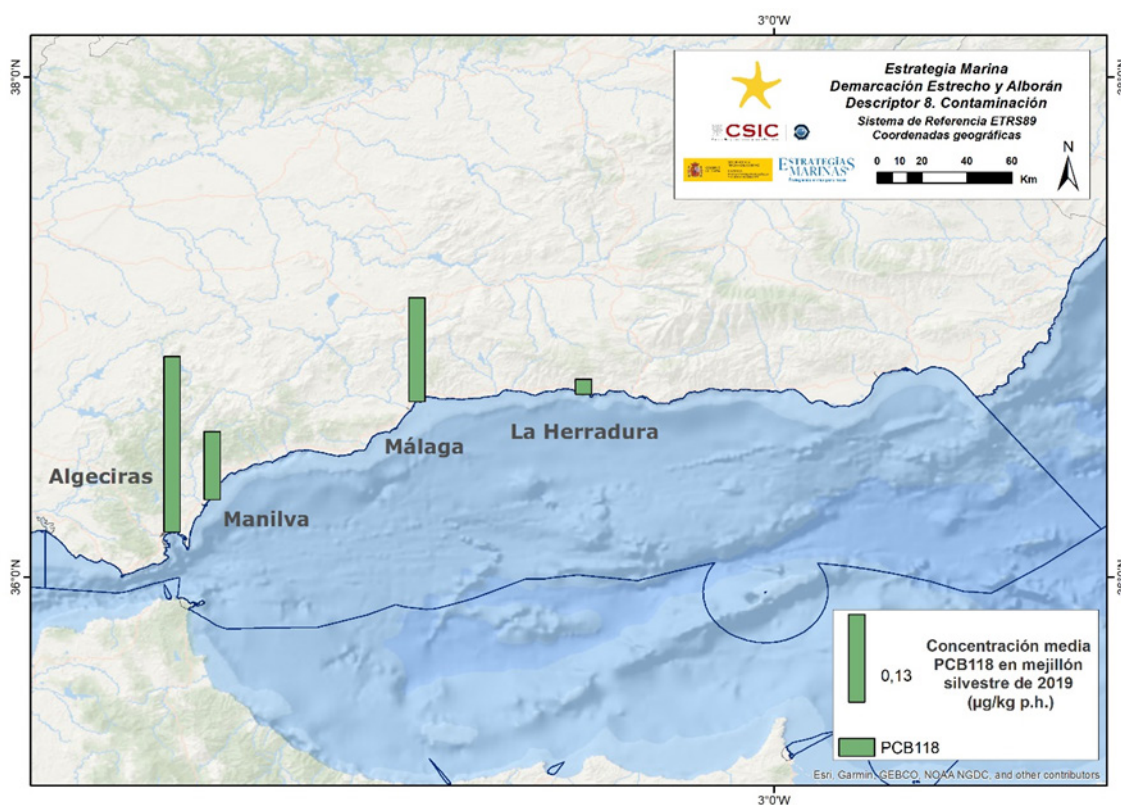 3°0'W
38°0'N
Estrategia Marina
Demarcación Estrecho y Alborán
Descriptor 8. Contaminación
Sistema de Referencia ETRS89
Coordenadas geográficas
CSIC
ESTRATEGIAS
MARINAS
0 10 20 40 60
Km
N
Algeciras
Manilva
Málaga
La Herradura
36°0'N
0,13
Concentración media
PCB118 en mejillón
silvestre de 2019
(µg/kg p.h.)
PCB118
Esri, Garmin, GEBCO, NOAA NGDC, and other contributors
3°0'W